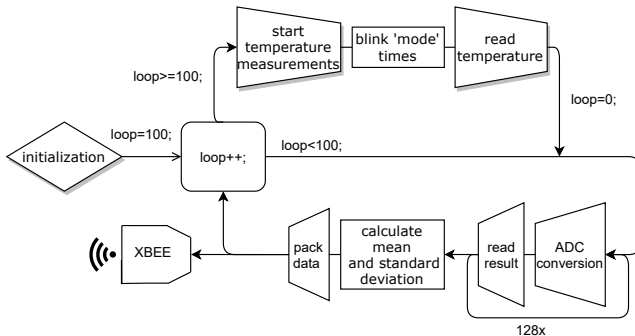 start
temperature
measurements
blink 'mode'
times
read
temperature
loop>=100;
loop=0;
loop=100;
initialization
loop++;
loop<100;
XBEE
pack
data
calculate
mean
and standard
deviation
read
result
ADC
conversion
128x